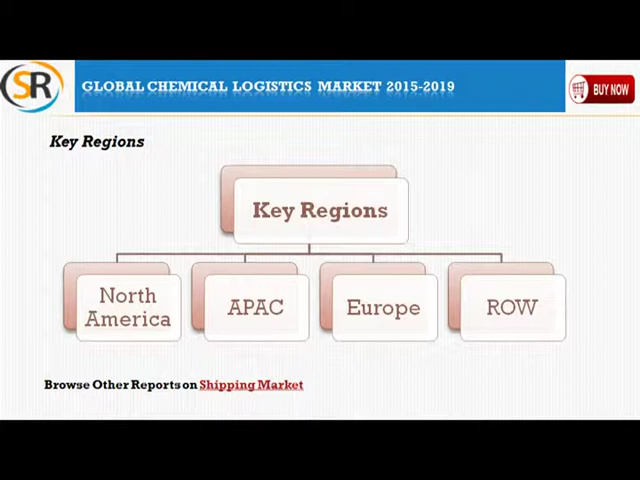 SR
GLOBAL CHEMICAL LOGISTICS MARKET 2015-2019
BUY NOW
Key Regions
Key Regions
North
America
APAC
Europe
ROW
Browse Other Reports on Shipping Market